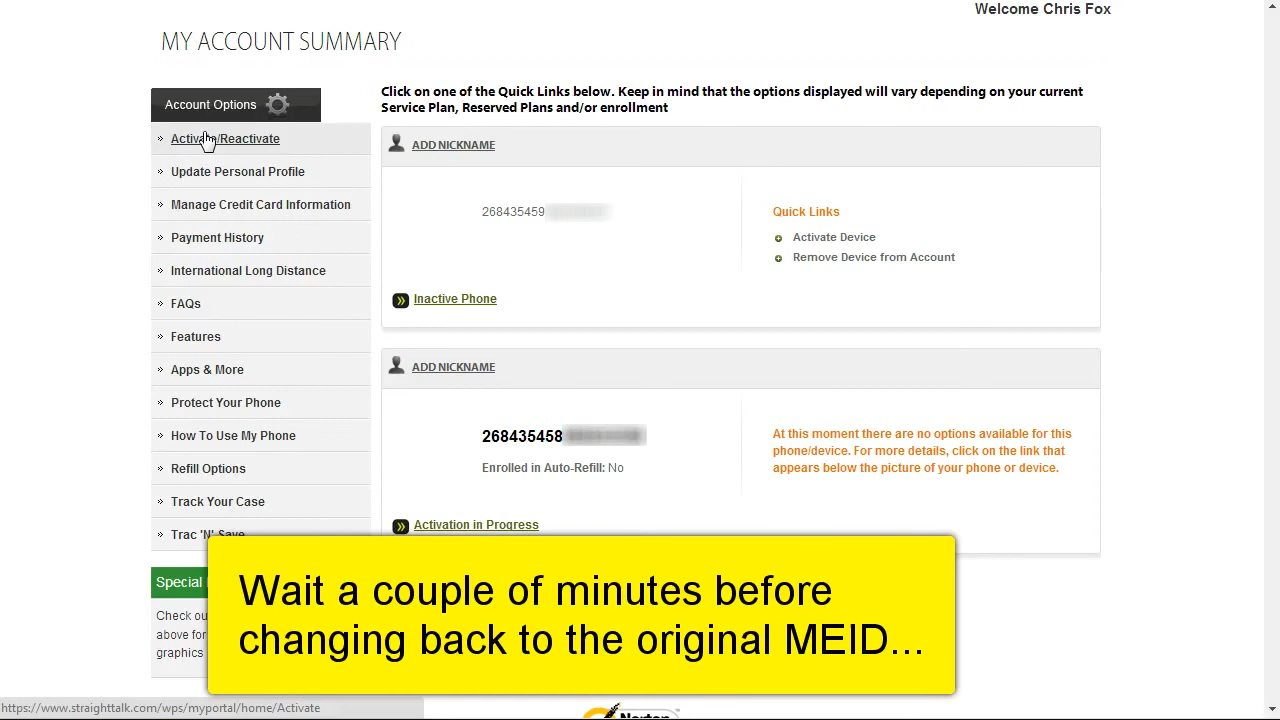 Welcome Chris Fox
MY ACCOUNT SUMMARY
Account Options
Activate/Reactivate
Update Personal Profile
Manage Credit Card Information
Payment History
International Long Distance
FAQs
Features
Apps & More
Protect Your Phone
How To Use My Phone
Refill Options
Track Your Case
Trac 'N' Save
Special
Check ou
above for
graphics
Click on one of the Quick Links below. Keep in mind that the options displayed will vary depending on your current
Service Plan, Reserved Plans and/or enrollment
ADD NICKNAME
268435459
Quick Links
Activate Device
Remove Device from Account
Inactive Phone
ADD NICKNAME
268435458
Enrolled in Auto-Refill: No
At this moment there are no options available for this
phone/device. For more details, click on the link that
appears below the picture of your phone or device.
Activation in Progress
Wait a couple of minutes before
changing back to the original MEID...
https://www.straighttalk.com/wps/myportal/home/Activate
Norton